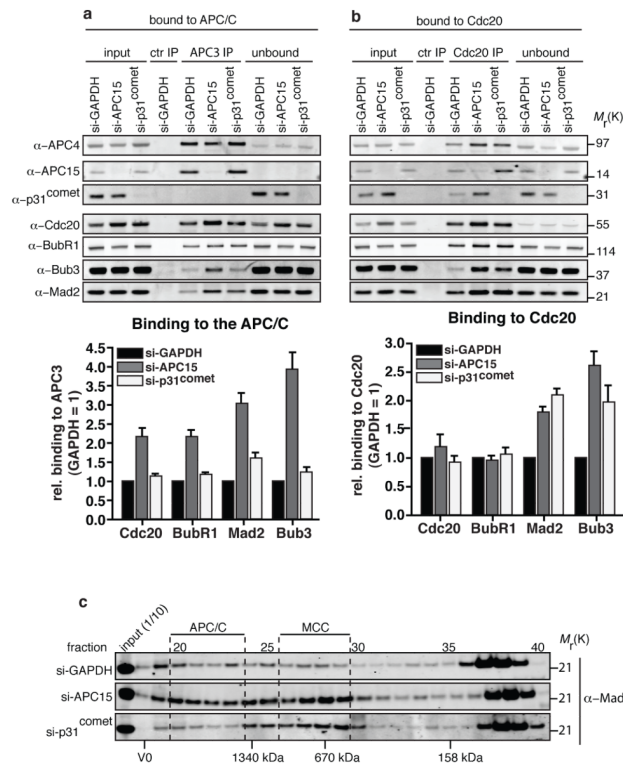 a
bound to APC/C
input ctr IP APC3 IP unbound
si-GAPDH si-APC15 si-p31comet si-GAPDH si-GAPDH si-APC15 si-p31comet si-GAPDH si-APC15 si-p31comet
α-APC4
α-APC15
α-p31comet
α-Cdc20
α-BubR1
α-Bub3
α-Mad2
b
bound to Cdc20
input ctr IP Cdc20 IP unbound
si-GAPDH si-APC15 si-p31comet si-GAPDH si-GAPDH si-APC15 si-p31comet si-GAPDH si-APC15 si-p31comet
Mr(K)
97
14
31
55
114
37
21
Binding to the APC/C
rel. binding to APC3
(GAPDH = 1)
4.5
4.0
3.5
3.0
2.5
2.0
1.5
1.0
0.5
0.0
si-GAPDH
si-APC15
si-p31comet
Cdc20 BubR1 Mad2 Bub3
Binding to Cdc20
rel. binding to Cdc20
(GAPDH = 1)
3.0
2.5
2.0
1.5
1.0
0.5
0.0
si-GAPDH
si-APC15
si-p31comet
Cdc20 BubR1 Mad2 Bub3
c
input (1/10) APC/C MCC
fraction 20 25 30 35 40 Mr(K)
si-GAPDH 21
si-APC15 21 α-Mad
si-p31comet 21
V0 1340 kDa 670 kDa 158 kDa